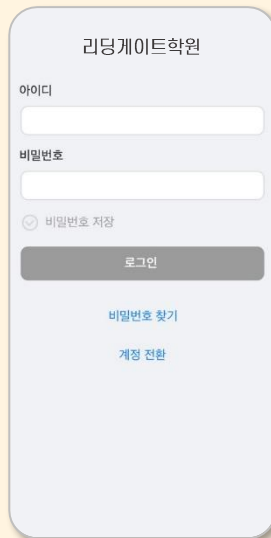 리딩게이트학원
아이디
비밀번호
비밀번호 저장
로그인
비밀번호 찾기
계정 전환